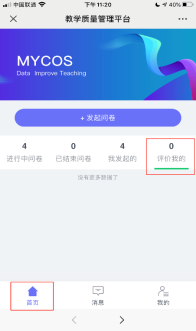 中国联通
下午 11:20
41%
教学质量管理平台
MYCOS
Data Improve Teaching
+ 发起问卷
4 0 4 0
进行中问卷 已结束问卷 我发起的 评价我的
没有更多数据了
首页 消息 我的